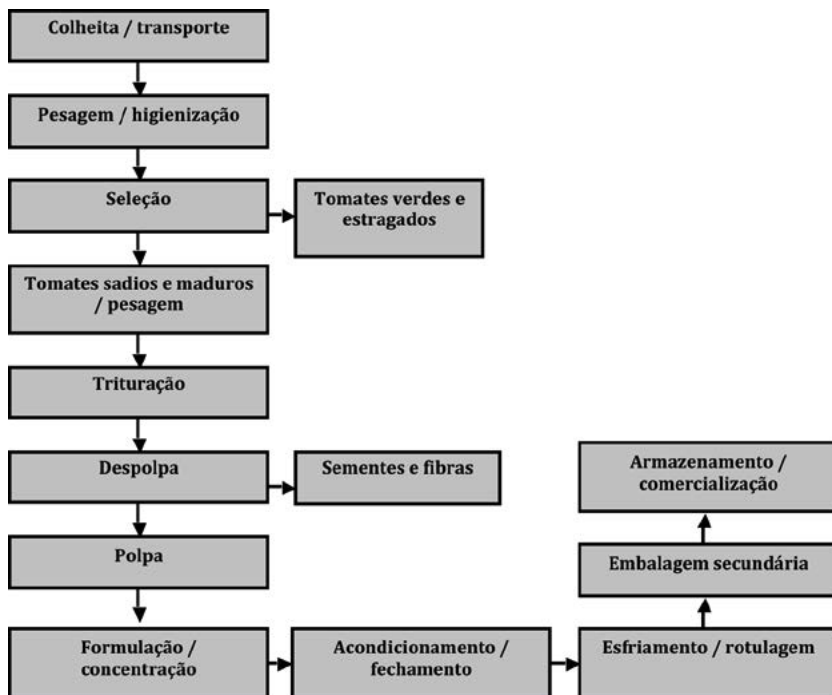 Colheita / transporte
Pesagem / higienização
Seleção
Tomates verdes e
estragados
Tomates sadios e maduros
/ pesagem
Trituração
Despolpa
Sementes e fibras
Polpa
Formulação /
concentração
Acondicionamento /
fechamento
Esfriamento / rotulagem
Embalagem secundária
Armazenamento /
comercialização